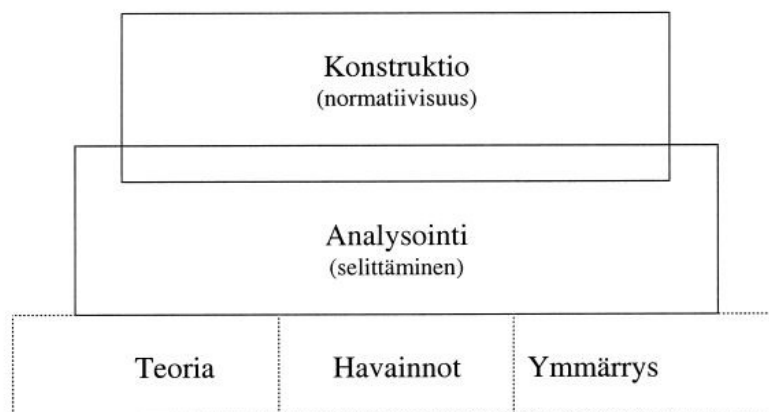 Konstruktio
(normatiivisuus)
Analysointi
(selittäminen)
Teoria Havainnot Ymmärrys